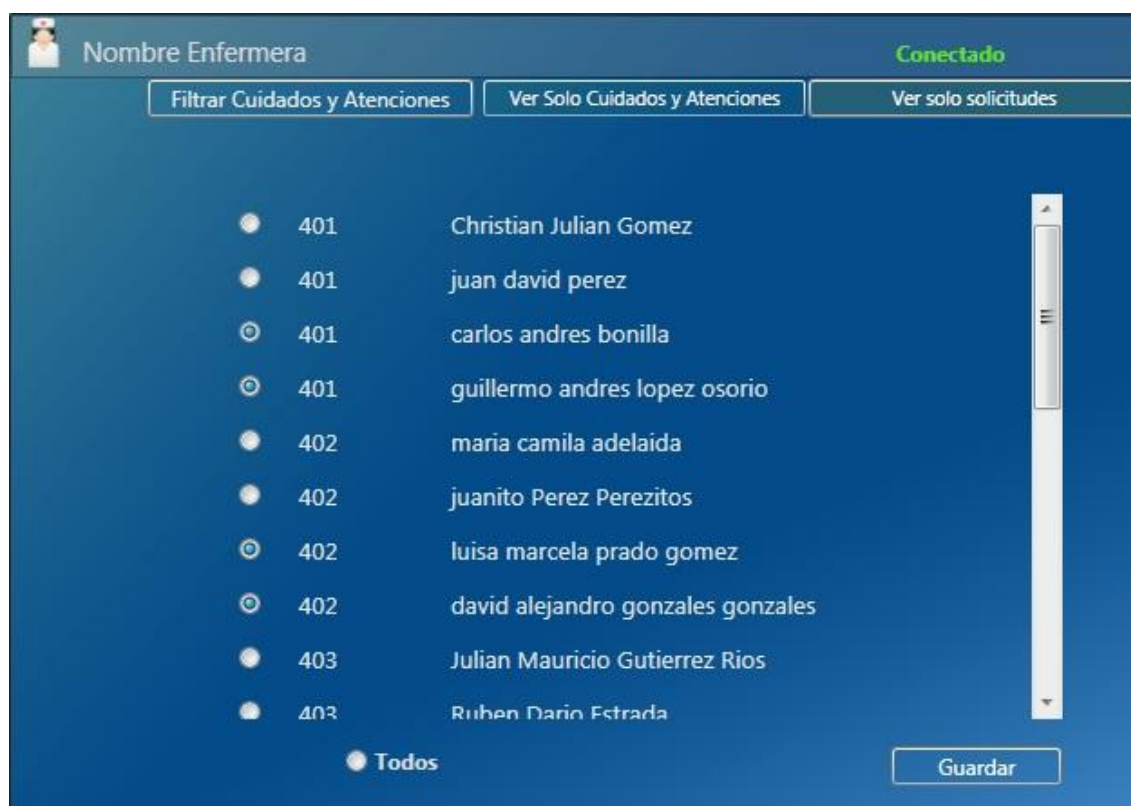 Nombre Enfermera Conectado
Filtrar Cuidados y Atenciones Ver Solo Cuidados y Atenciones Ver solo solicitudes
401 Christian Julian Gomez
401 juan david perez
401 carlos andres bonilla
401 guillermo andres lopez osorio
402 maria camila adelaida
402 juanito Perez Perezitos
402 luisa marcela prado gomez
402 david alejandro gonzales gonzales
403 Julian Mauricio Gutierrez Rios
403 Ruben Dario Estrada
Todos Guardar